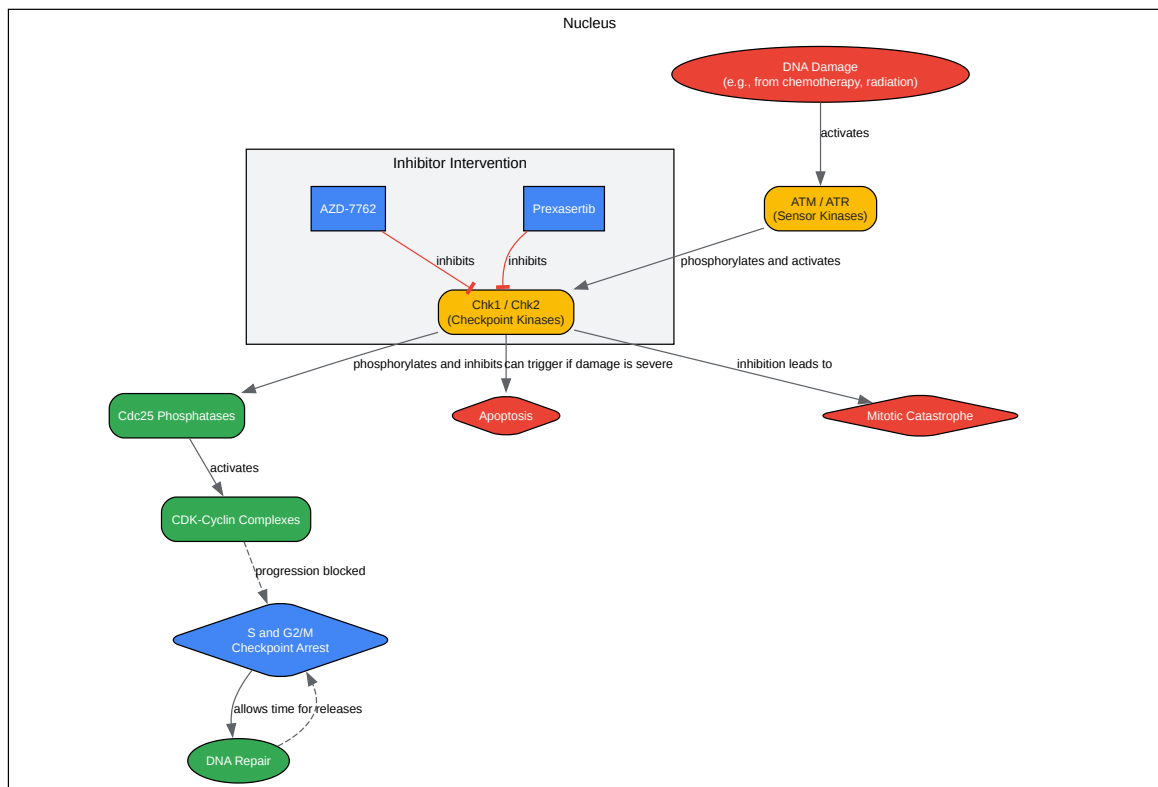 Nucleus
DNA Damage
(e.g., from chemotherapy, radiation)
activates
Inhibitor Intervention
AZD-7762
Prexasertib
ATM / ATR
(Sensor Kinases)
inhibits
inhibits
phosphorylates and activates
Chk1 / Chk2
(Checkpoint Kinases)
phosphorylates and inhibits
can trigger if damage is severe
inhibition leads to
Cdc25 Phosphatases
Apoptosis
Mitotic Catastrophe
activates
CDK-Cyclin Complexes
progression blocked
S and G2/M
Checkpoint Arrest
allows time for
releases
DNA Repair